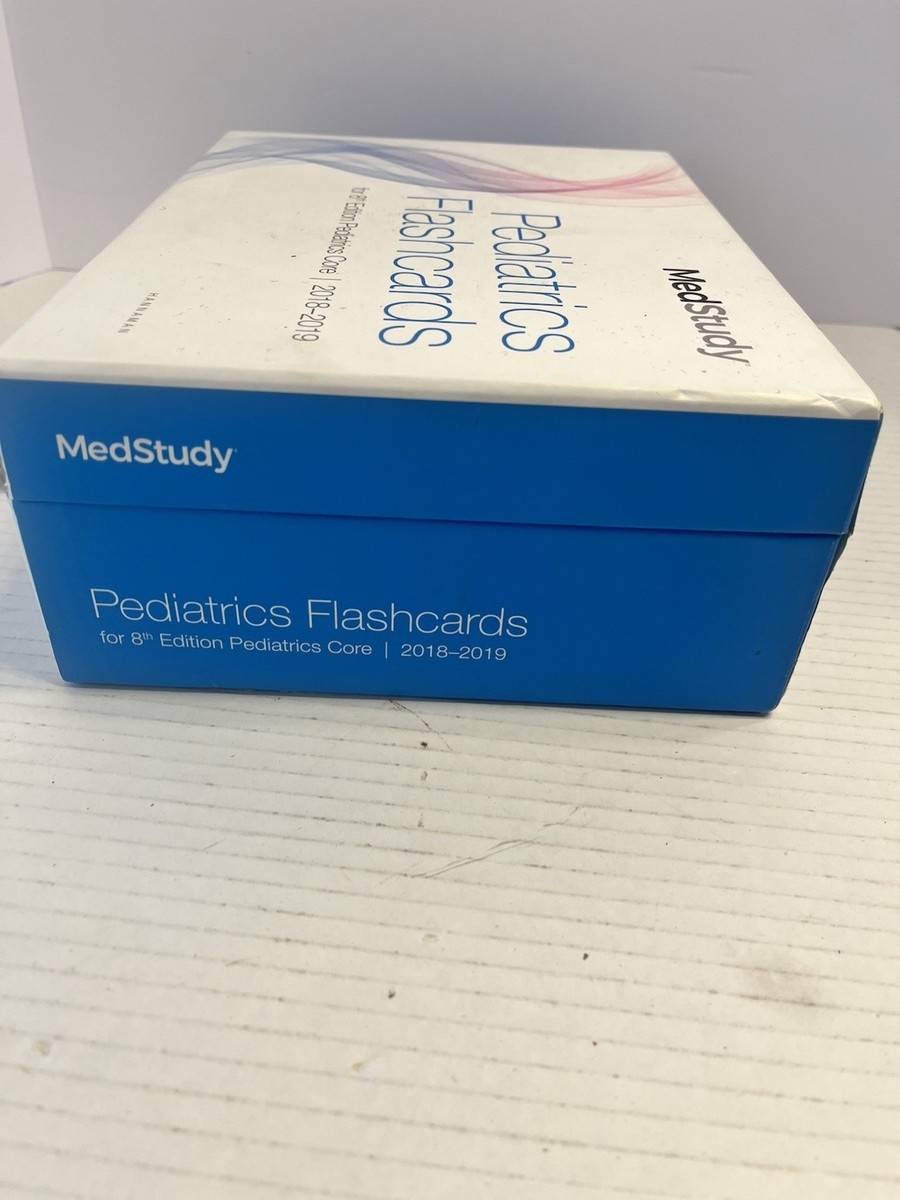 MedStudy
Pediatrics
Flashcards
for 8th Edition Pediatrics Core | 2018–2019
HANNAMAN
MedStudy
Pediatrics Flashcards
for 8th Edition Pediatrics Core | 2018–2019